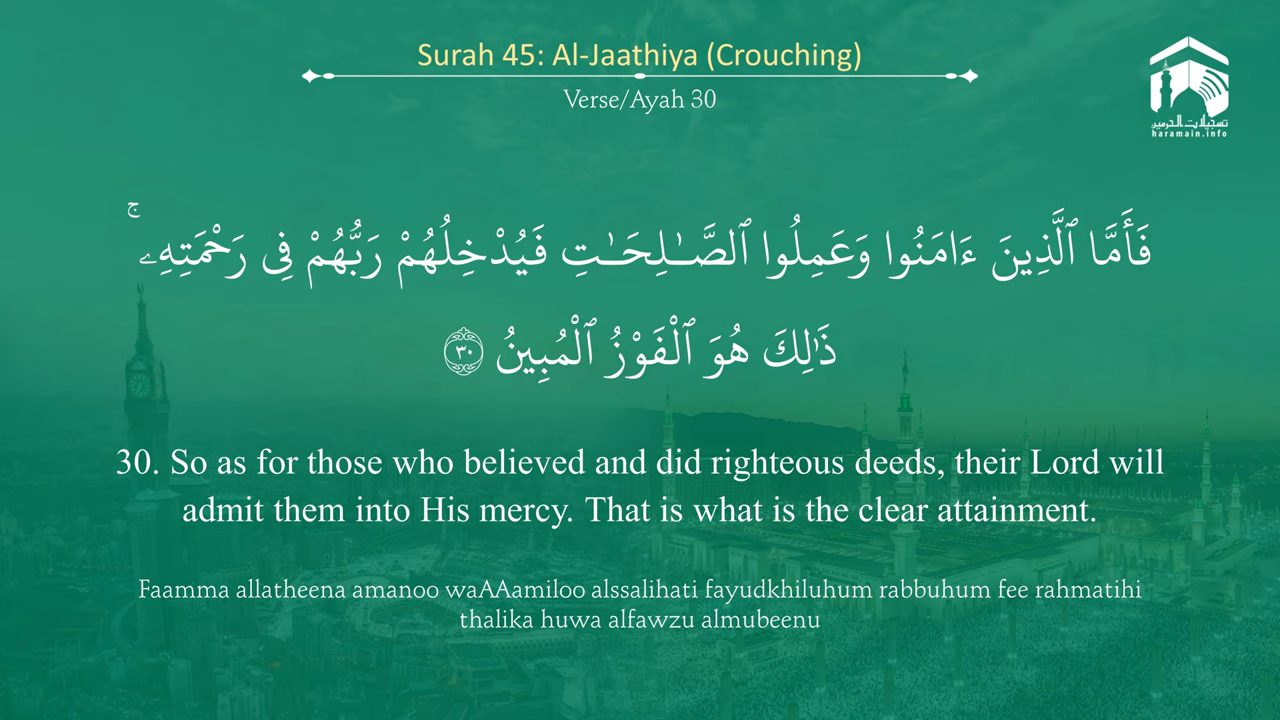 Surah 45: Al-Jaathiya (Crouching)
Verse/Ayah 30
تسجيلات الحرمين
haramain.info
فَأَمَّا ٱلَّذِينَ ءَامَنُوا وَعَمِلُوا ٱلصَّـٰلِحَـٰتِ فَيُدْخِلُهُمْ رَبُّهُمْ فِى رَحْمَتِهِۦ ۚ
ذَٰلِكَ هُوَ ٱلْفَوْزُ ٱلْمُبِينُ ٣٠
30. So as for those who believed and did righteous deeds, their Lord will
admit them into His mercy. That is what is the clear attainment.
Faamma allatheena amanoo waAAamiloo alssalihati fayudkhiluhum rabbuhum fee rahmatihi
thalika huwa alfawzu almubeenu